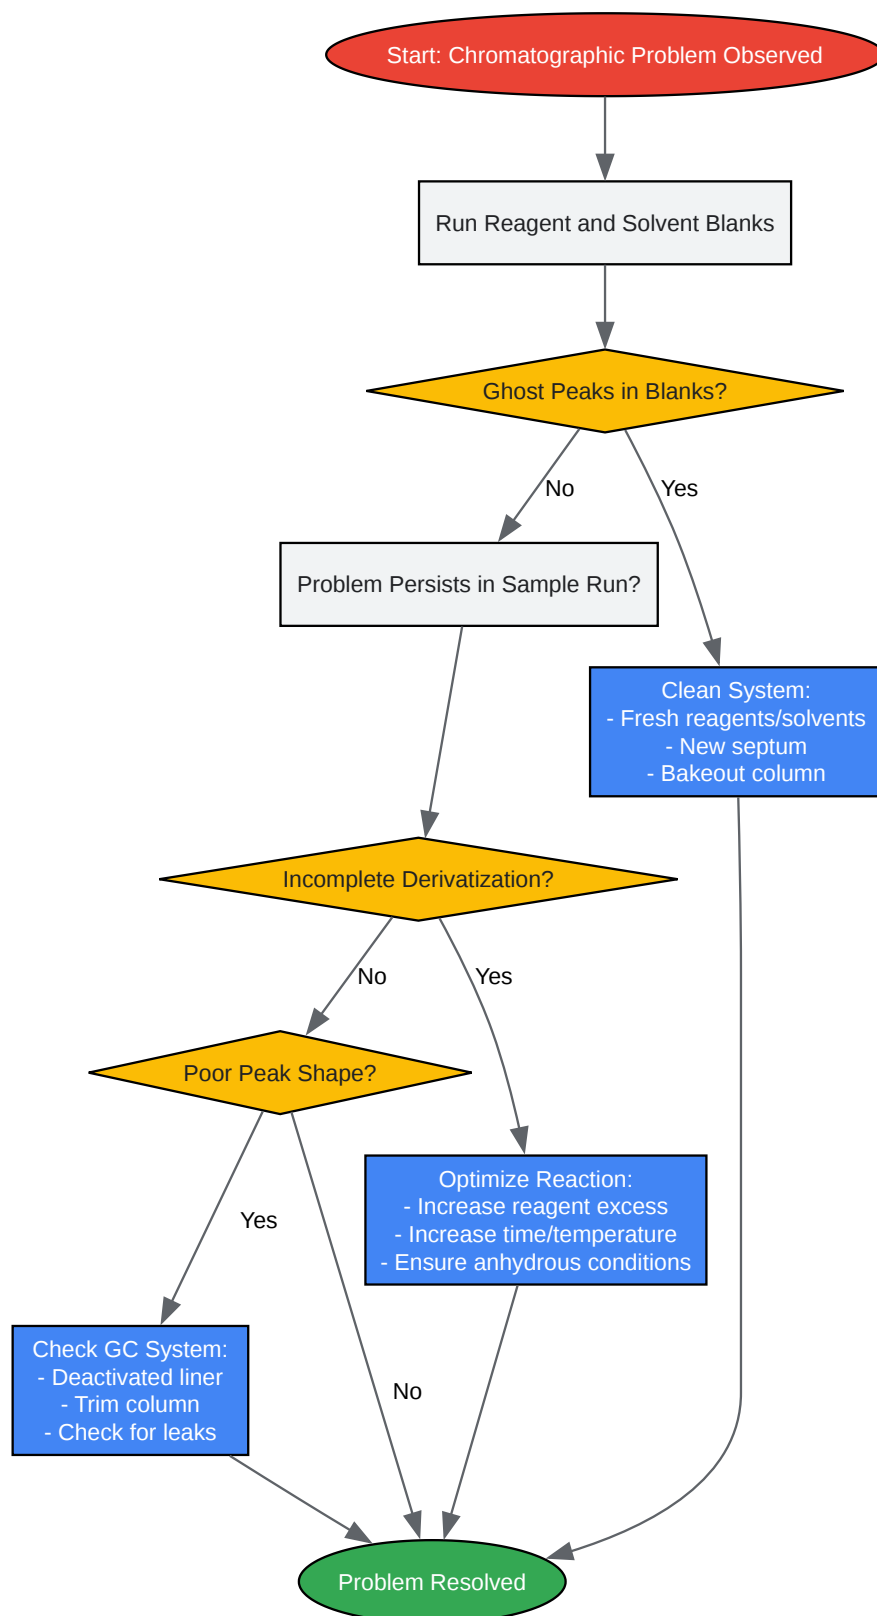 Start: Chromatographic Problem Observed
Run Reagent and Solvent Blanks
Ghost Peaks in Blanks?
No
Yes
Problem Persists in Sample Run?
Clean System:
- Fresh reagents/solvents
- New septum
- Bakeout column
Incomplete Derivatization?
No
Yes
Poor Peak Shape?
Optimize Reaction:
- Increase reagent excess
- Increase time/temperature
- Ensure anhydrous conditions
Yes
No
Check GC System:
- Deactivated liner
- Trim column
- Check for leaks
Problem Resolved